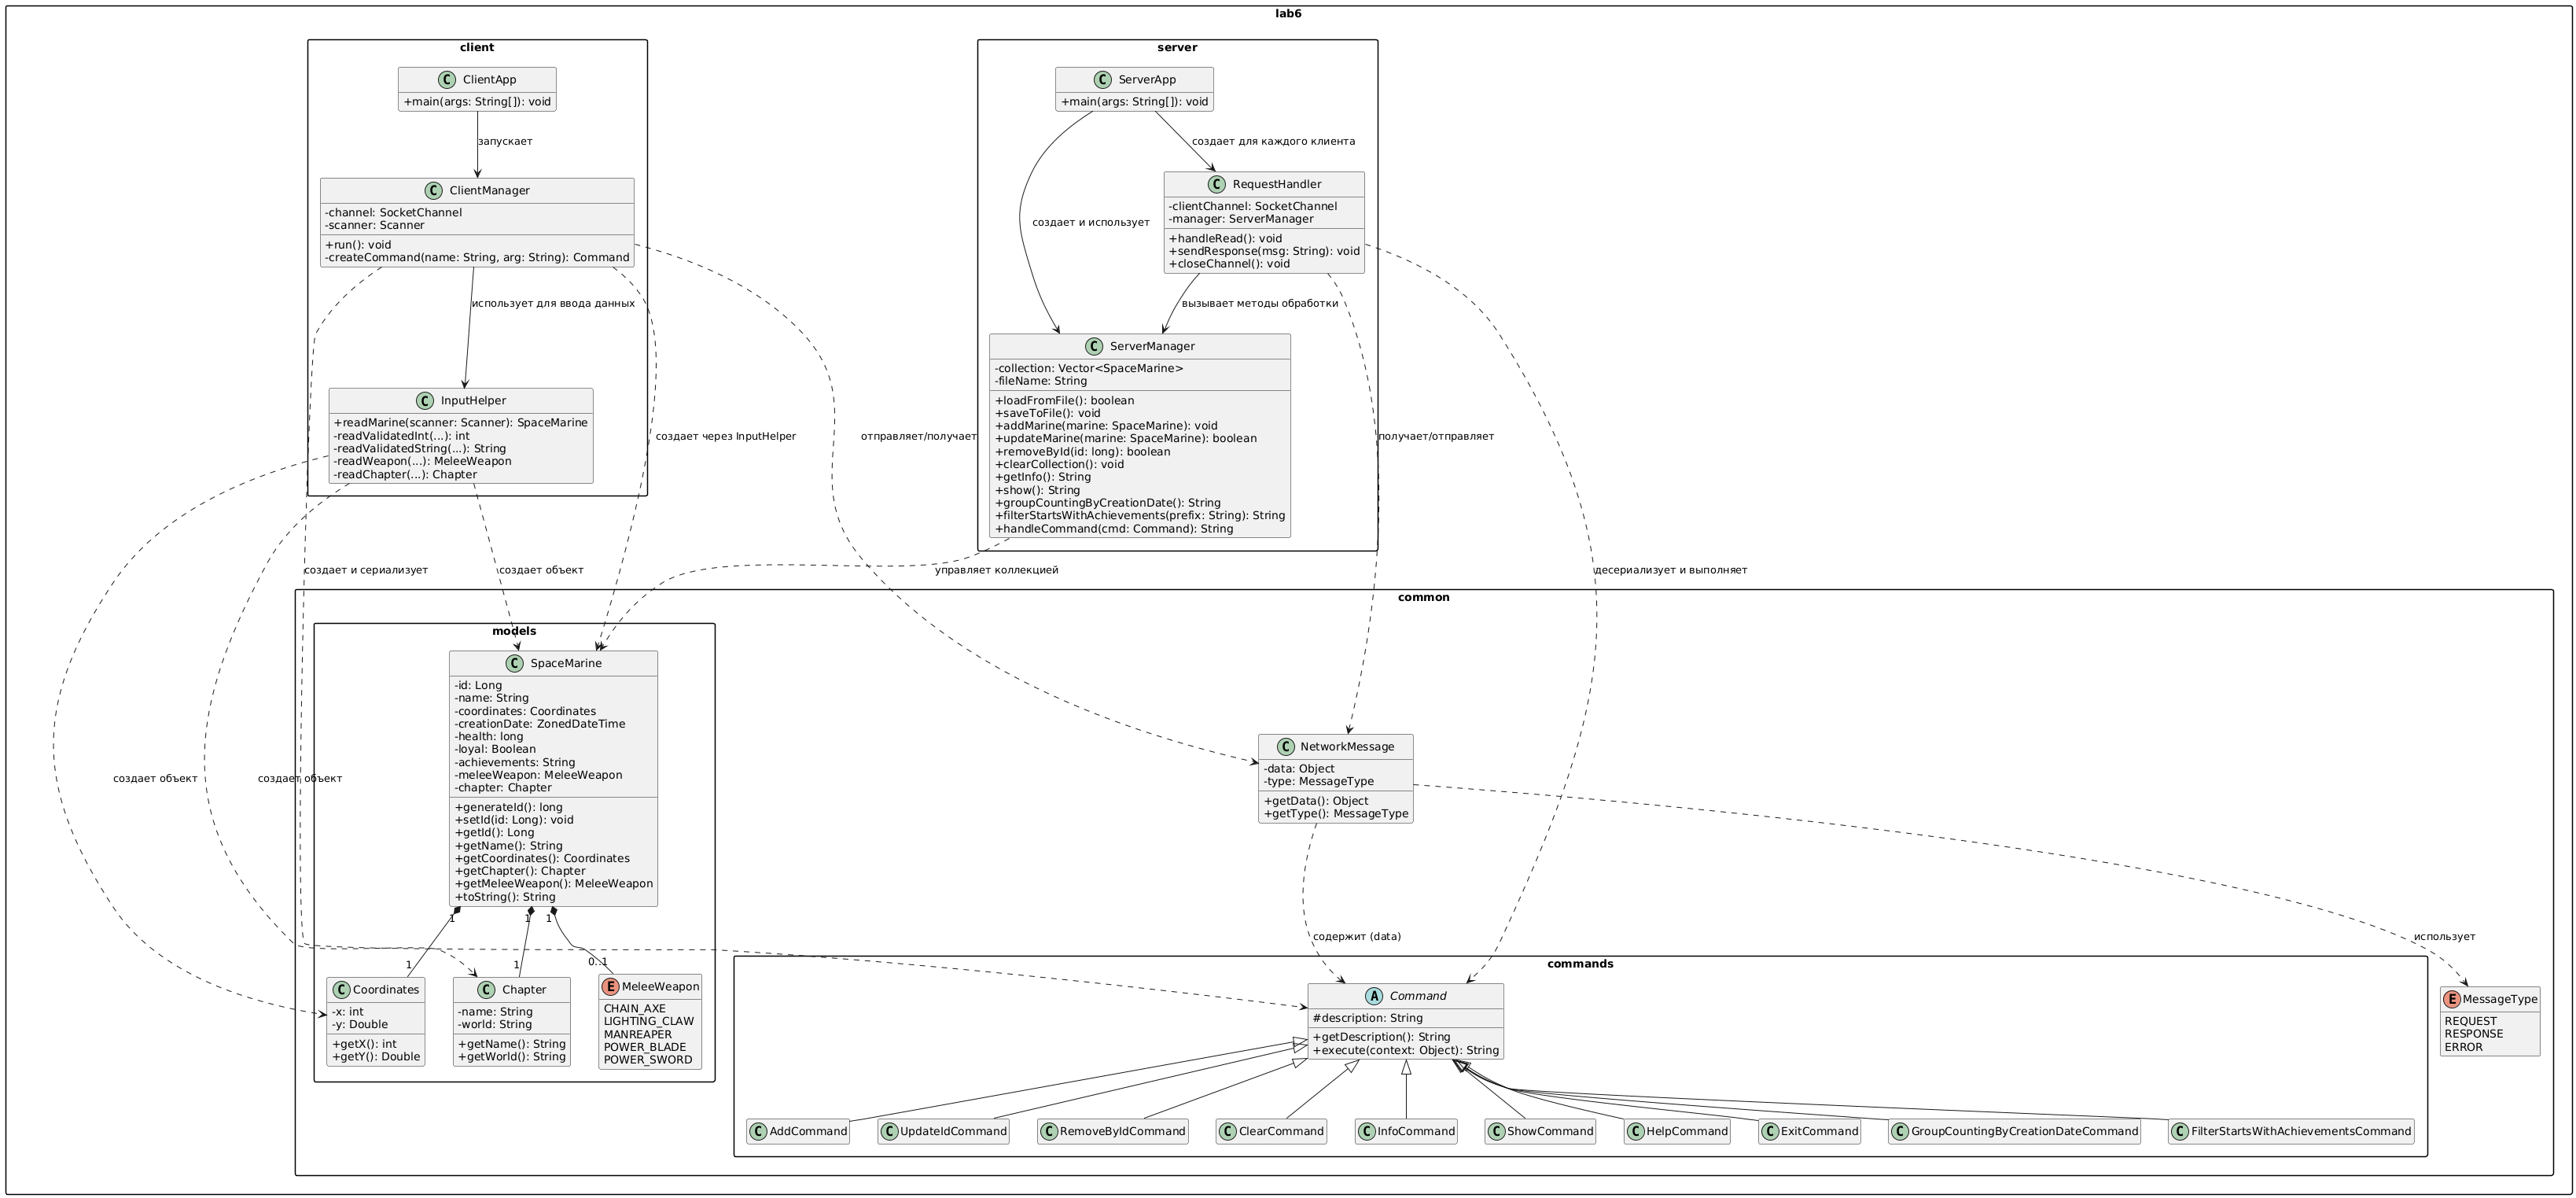 lab6
client
ClientApp
+main(args: String[]): void
запускает
ClientManager
-channel: SocketChannel
-scanner: Scanner
+run(): void
-createCommand(name: String, arg: String): Command
использует для ввода данных
InputHelper
+readMarine(scanner: Scanner): SpaceMarine
-readValidatedInt(...): int
-readValidatedString(...): String
-readWeapon(...): MeleeWeapon
-readChapter(...): Chapter
server
ServerApp
+main(args: String[]): void
создает для каждого клиента
RequestHandler
-clientChannel: SocketChannel
-manager: ServerManager
+handleRead(): void
+sendResponse(msg: String): void
+closeChannel(): void
создает и использует
вызывает методы обработки
ServerManager
-collection: Vector<SpaceMarine>
-fileName: String
+loadFromFile(): boolean
+saveToFile(): void
+addMarine(marine: SpaceMarine): void
+updateMarine(marine: SpaceMarine): boolean
+removeById(id: long): boolean
+clearCollection(): void
+getInfo(): String
+show(): String
+groupCountingByCreationDate(): String
+filterStartsWithAchievements(prefix: String): String
+handleCommand(cmd: Command): String
создает через InputHelper
отправляет/получает
получает/отправляет
создает и сериализует
создает объект
управляет коллекцией
десериализует и выполняет
common
models
SpaceMarine
-id: Long
-name: String
-coordinates: Coordinates
-creationDate: ZonedDateTime
-health: long
-loyal: Boolean
-achievements: String
-meleeWeapon: MeleeWeapon
-chapter: Chapter
+generateId(): long
+setId(id: Long): void
+getId(): Long
+getName(): String
+getCoordinates(): Coordinates
+getChapter(): Chapter
+getMeleeWeapon(): MeleeWeapon
+toString(): String
создает объект
создает объект
1
1
1
1
1
0..1
Coordinates
-x: int
-y: Double
+getX(): int
+getY(): Double
Chapter
-name: String
-world: String
+getName(): String
+getWorld(): String
MeleeWeapon
CHAIN_AXE
LIGHTING_CLAW
MANREAPER
POWER_BLADE
POWER_SWORD
NetworkMessage
-data: Object
-type: MessageType
+getData(): Object
+getType(): MessageType
содержит (data)
использует
MessageType
REQUEST
RESPONSE
ERROR
commands
Command
#description: String
+getDescription(): String
+execute(context: Object): String
AddCommand
UpdateIdCommand
RemoveByIdCommand
ClearCommand
InfoCommand
ShowCommand
HelpCommand
ExitCommand
GroupCountingByCreationDateCommand
FilterStartsWithAchievementsCommand